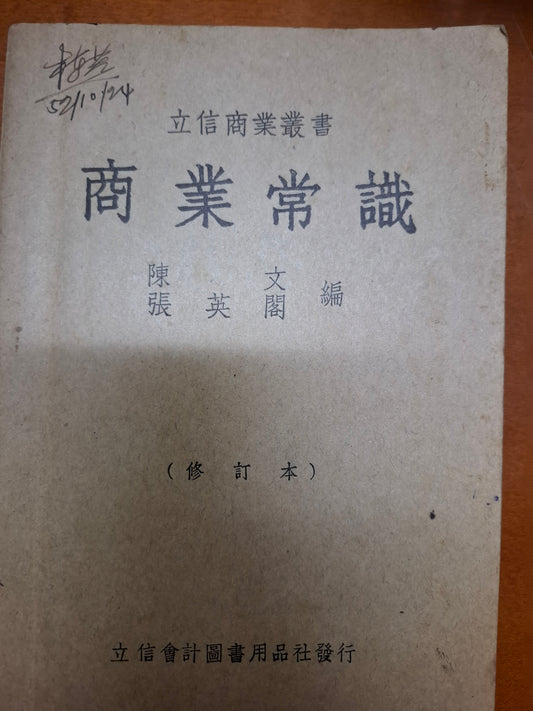 52/10/24
立信商業叢書
商業常識
陳文
張英閣 編
(修訂本)
立信會計圖書用品社發行